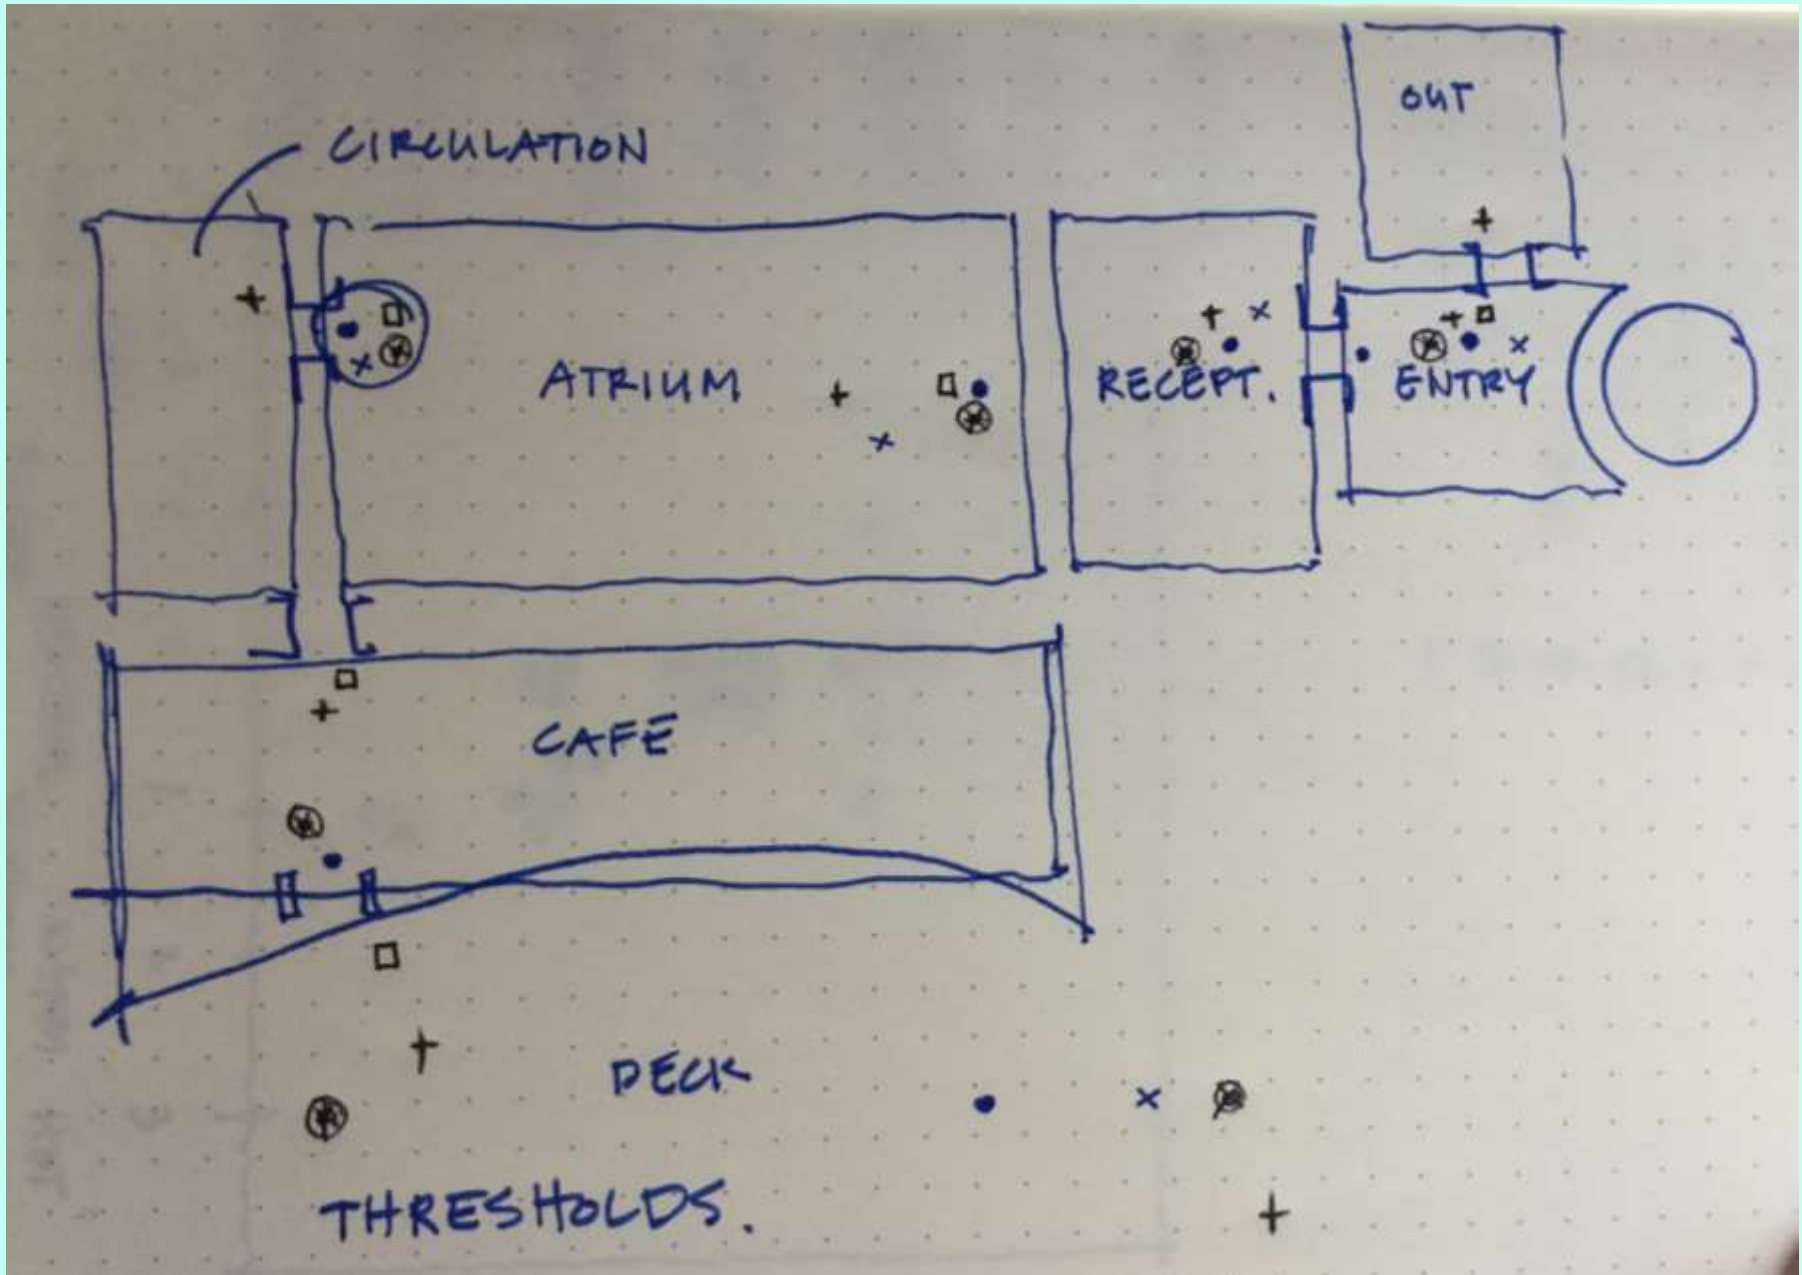 OUT
CIRCULATION
ATRIUM
RECEPT.
ENTRY
CAFE
DECK
THRESHOLDS.